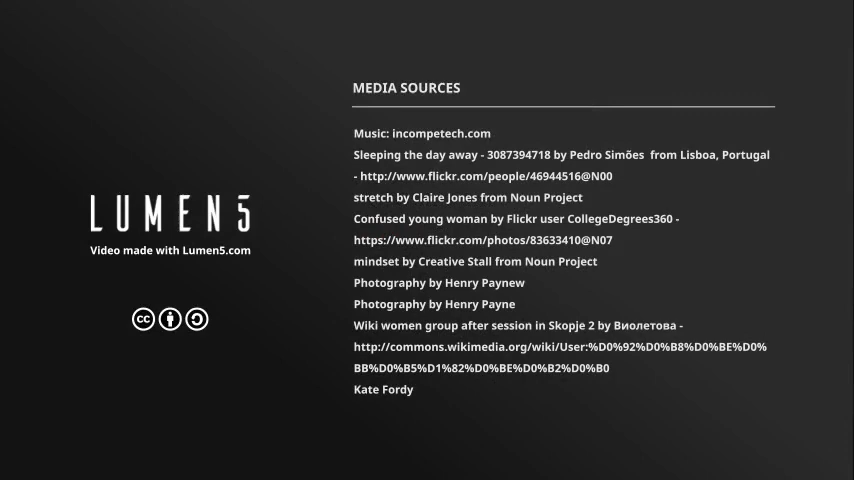 LUMEN5
Video made with Lumen5.com
cc
MEDIA SOURCES
Music: incompetech.com
Sleeping the day away - 3087394718 by Pedro Simões from Lisboa, Portugal
- http://www.flickr.com/people/46944516@N00
stretch by Claire Jones from Noun Project
Confused young woman by Flickr user CollegeDegrees360 -
https://www.flickr.com/photos/83633410@N07
mindset by Creative Stall from Noun Project
Photography by Henry Paynew
Photography by Henry Payne
Wiki women group after session in Skopje 2 by Виолетова -
http://commons.wikimedia.org/wiki/User:%D0%92%D0%B8%D0%BE%D0%
BB%D0%B5%D1%82%D0%BE%D0%B2%D0%B0
Kate Fordy